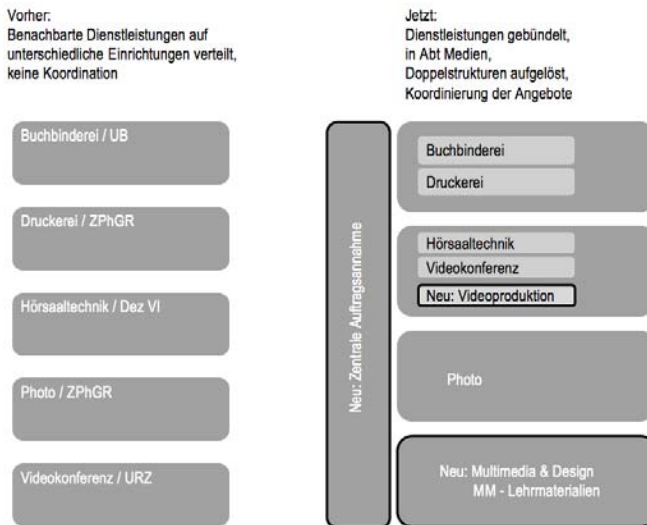 Vorher:
Benachbarte Dienstleistungen auf
unterschiedliche Einrichtungen verteilt,
keine Koordination
Buchbinderei / UB
Druckerei / ZPhGR
Hörsaaltechnik / Dez VI
Photo / ZPhGR
Videokonferenz / URZ
Jetzt:
Dienstleistungen gebündelt,
in Abt Medien,
Doppelstrukturen aufgelöst,
Koordinierung der Angebote
Neu: Zentrale Auftragsannahme
Buchbinderei
Druckerei
Hörsaaltechnik
Videokonferenz
Neu: Videoproduktion
Photo
Neu: Multimedia & Design
MM - Lehrmaterialien